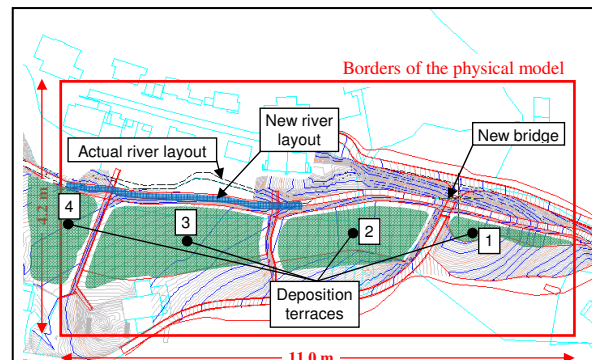 Borders of the physical model
New river
layout
New bridge
Actual river layout
4
4.2 m
3
2
1
Deposition
terraces
11.0 m